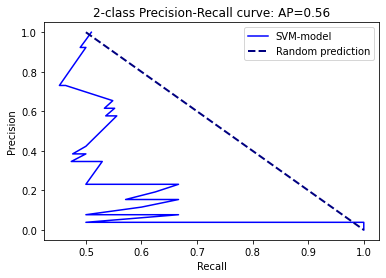 2-class Precision-Recall curve: AP=0.56
SVM-model
Random prediction
Precision
1.0
0.8
0.6
0.4
0.2
0.0
0.5
0.6
0.7
0.8
0.9
1.0
Recall